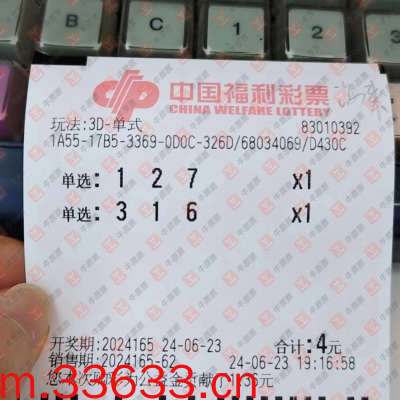 B C
1 2 3
中国福利彩票
CHINA WELFARE LOTTERY
玩法:3D-单式 83010392
1A55-17B5-3369-0D0C-326D/68034069/D430C
单选: 1 2 7 x1
单选: 3 1 6 x1
开奖期:2024165 24-06-23 合计:4元
销售期:2024165-62 24-06-23 19:16:58
m.33633.cn